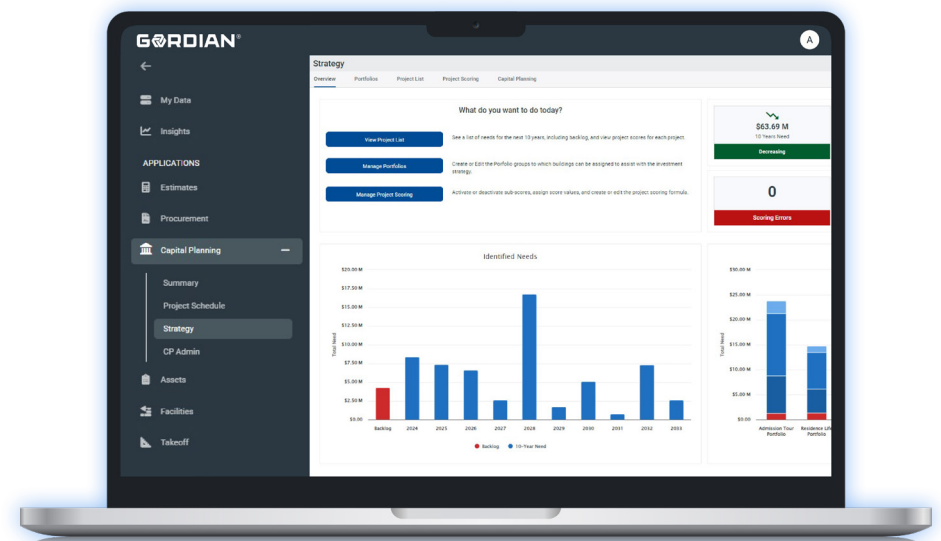 GORDIAN®
A
My Data
Insights
APPLICATIONS
Estimates
Procurement
Capital Planning
Summary
Project Schedule
Strategy
CP Admin
Assets
Facilities
Takeoff
Strategy
Overview Portfolios Project List Project Scoring Capital Planning
What do you want to do today?
View Project List
See a list of needs for the next 10 years, including backlog, and view project scores for each project.
Manage Portfolios
Create or Edit the Portfolio groups to which buildings can be assigned to assist with the investment
strategy.
Manage Project Scoring
Activate or deactivate sub-scores, assign score values, and create or edit the project scoring formula.
$63.69 M
10 Years Need
Decreasing
0
Scoring Errors
Identified Needs
Total Need
$20.00 M
$17.50 M
$15.00 M
$12.50 M
$10.00 M
$7.50 M
$5.00 M
$2.50 M
$0.00
Backlog 2024 2025 2026 2027 2028 2029 2030 2031 2032 2033
Backlog 10-Year Need
Total Need
$30.00 M
$25.00 M
$20.00 M
$15.00 M
$10.00 M
$5.00 M
$0.00
Admission Tour Residence Life
Portfolio Portfolio